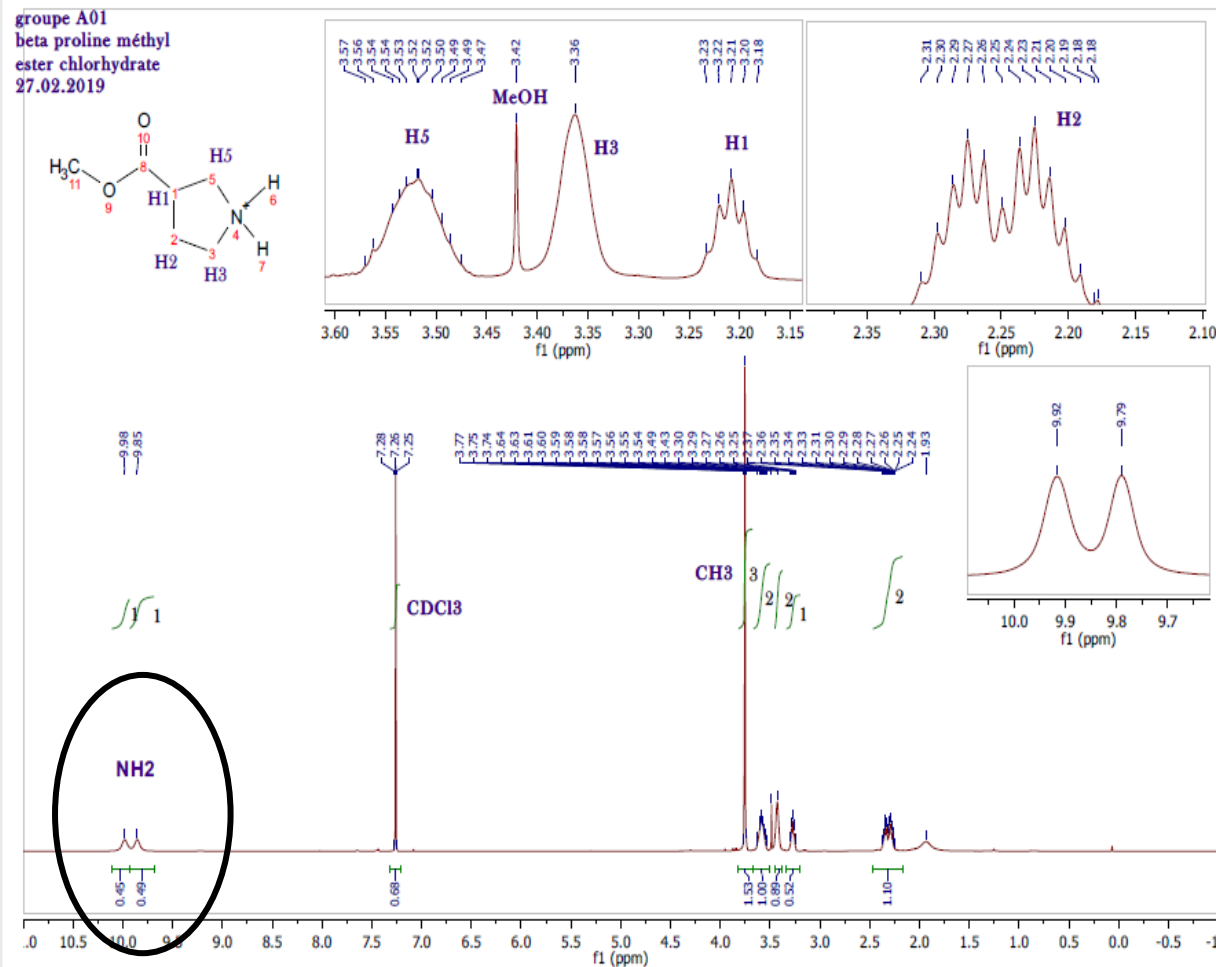 groupe A01
beta proline méthyl
ester chlorhydrate
27.02.2019
O
10
H5
H3C
11
8
5
H
6
O
9
H1
1
N+
4
2
H2
3
H3
H
7
3.57 3.56 3.54 3.54 3.53 3.52 3.52 3.50 3.49 3.49 3.47 3.42 3.36 3.23 3.22 3.21 3.20 3.18
MeOH
H5
H3
H1
3.60 3.55 3.50 3.45 3.40 3.35 3.30 3.25 3.20 3.15
f1 (ppm)
2.31 2.30 2.29 2.27 2.26 2.25 2.24 2.23 2.21 2.20 2.19 2.18 2.18
H2
2.35 2.30 2.25 2.20 2.15 2.10
f1 (ppm)
9.92 9.79
10.0 9.9 9.8 9.7
f1 (ppm)
9.98 9.85 7.28 7.26 7.25 3.77 3.75 3.74 3.64 3.63 3.61 3.60 3.59 3.58 3.58 3.57 3.56 3.55 3.54 3.49 3.43 3.30 3.29 3.27 3.26 3.25 2.37 2.36 2.35 2.34 2.33 2.31 2.30 2.29 2.28 2.27 2.26 2.25 2.24 1.93
CH3
CDCl3
1 1 3 2 2 1 2
NH2
0.45 0.49 0.68 1.53 1.00 0.89 0.52 1.10
.0 10.5 10.0 9.5 9.0 8.5 8.0 7.5 7.0 6.5 6.0 5.5 5.0 4.5 4.0 3.5 3.0 2.5 2.0 1.5 1.0 0.5 0.0 -0.5 -1
f1 (ppm)